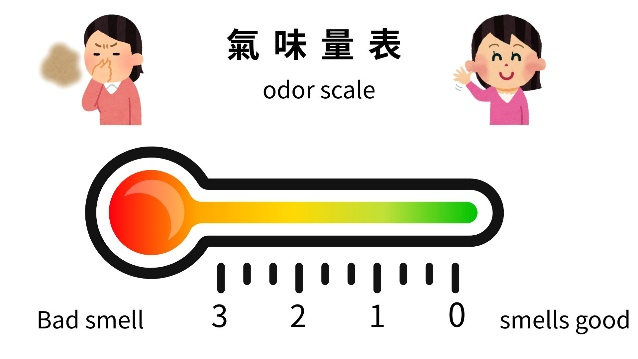 氣味量表
odor scale
3 2 1 0
Bad smell
smells good